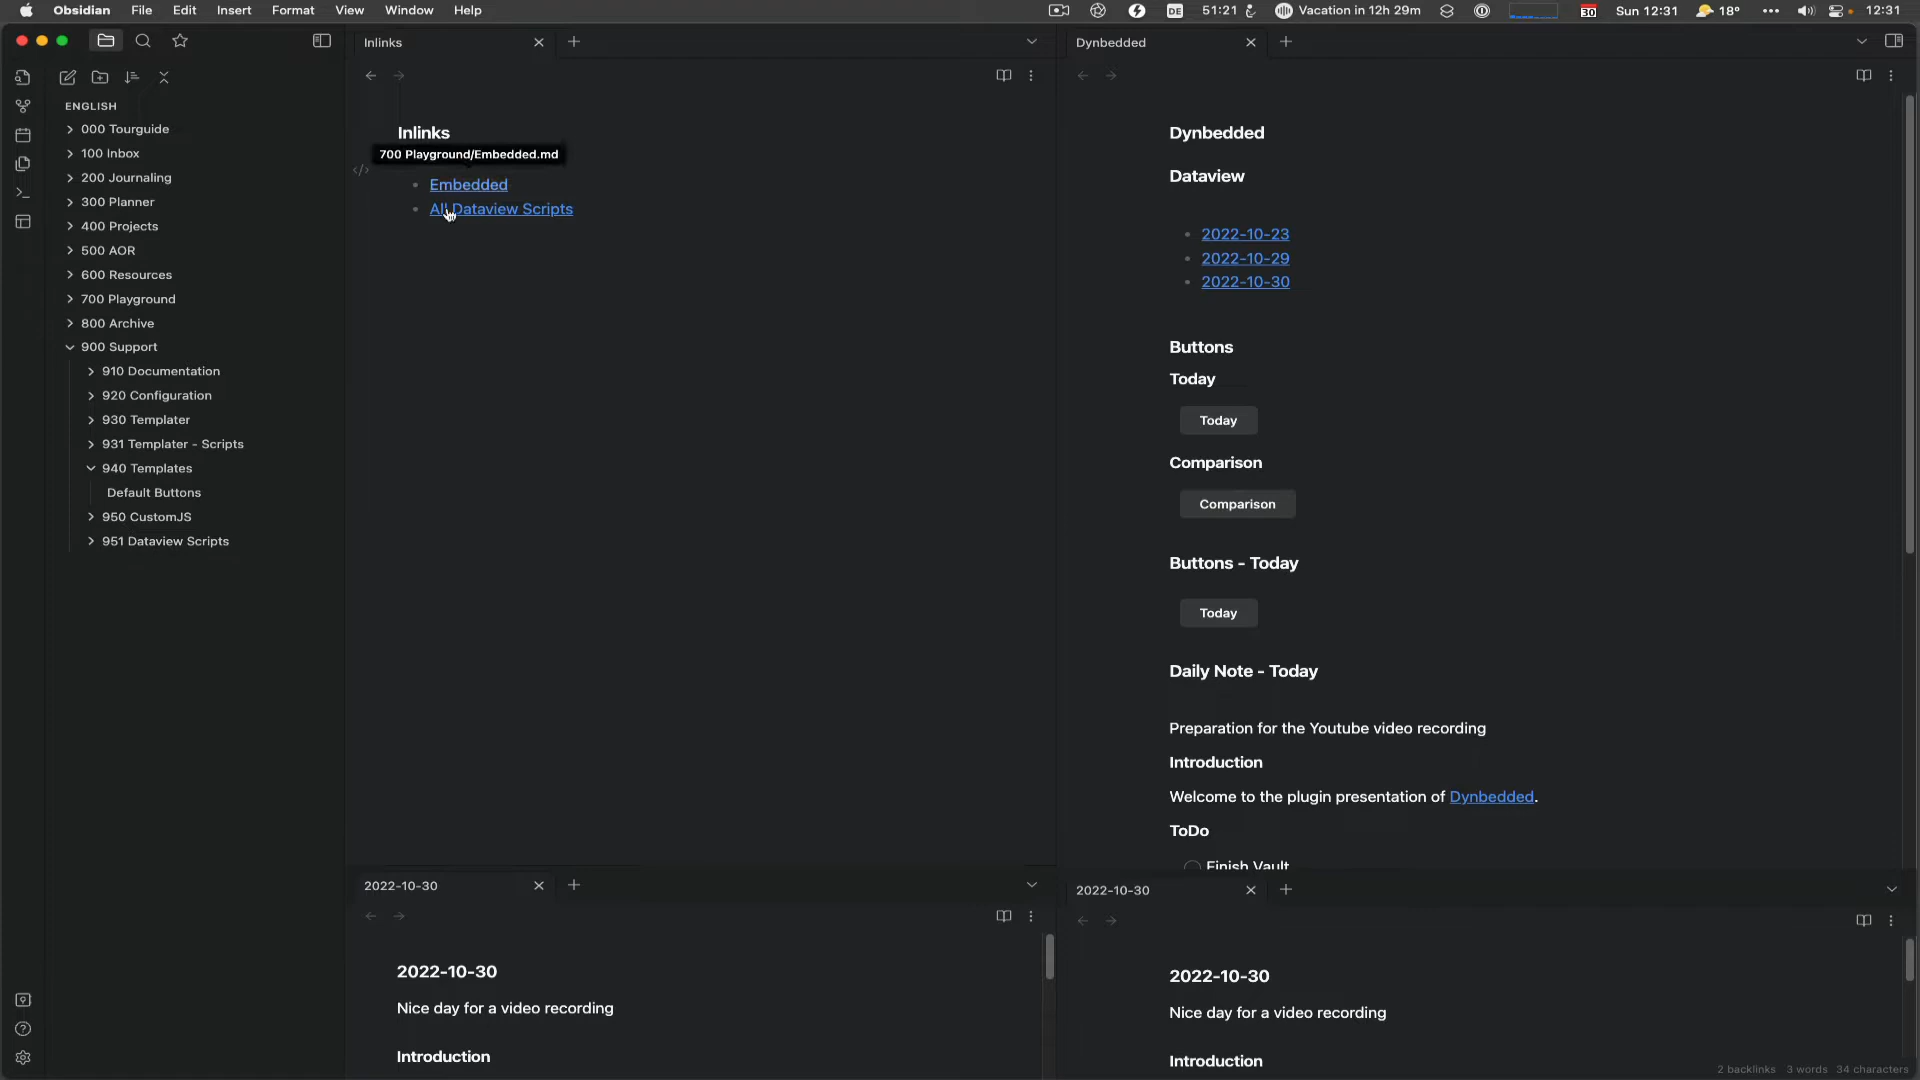 Obsidian File Edit Insert Format View Window Help DE 51:21 Vacation in 12h 29m 30 Sun 12:31 18° 12:31
Inlinks
Dynbedded
ENGLISH
000 Tourguide
100 Inbox
200 Journaling
300 Planner
400 Projects
500 AOR
600 Resources
700 Playground
800 Archive
900 Support
910 Documentation
920 Configuration
930 Templater
931 Templater - Scripts
940 Templates
Default Buttons
950 CustomJS
951 Dataview Scripts
Inlinks
700 Playground/Embedded.md
Embedded
All Dataview Scripts
Dynbedded
Dataview
2022-10-23
2022-10-29
2022-10-30
Buttons
Today
Today
Comparison
Comparison
Buttons - Today
Today
Daily Note - Today
Preparation for the Youtube video recording
Introduction
Welcome to the plugin presentation of Dynbedded.
ToDo
Finish Vault
2022-10-30
2022-10-30
Nice day for a video recording
Introduction
2022-10-30
2022-10-30
Nice day for a video recording
Introduction
2 backlinks 3 words 34 characters